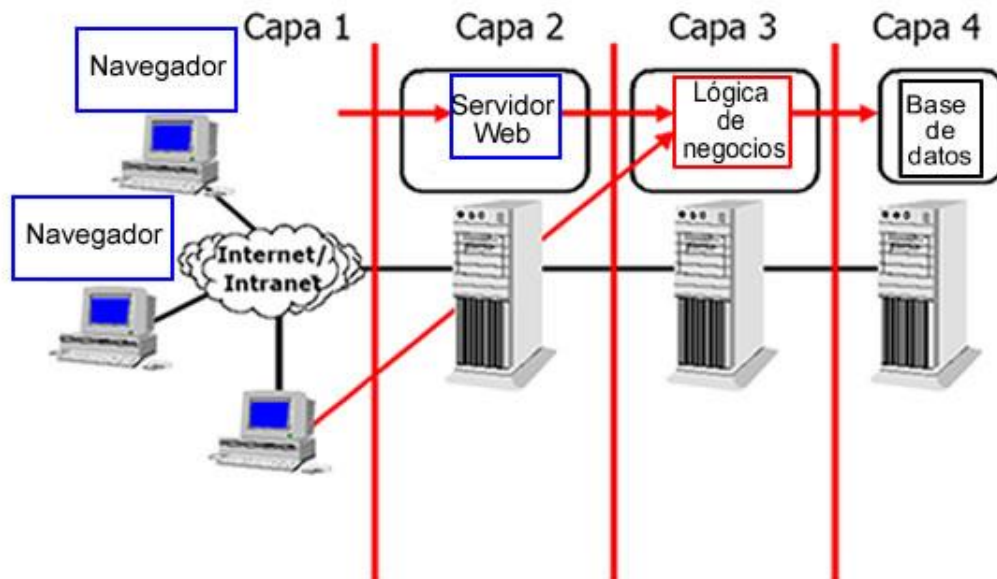 Capa 1
Capa 2
Capa 3
Capa 4
Navegador
Servidor
Web
Lógica
de
negocios
Base
de
datos
Navegador
Internet/
Intranet